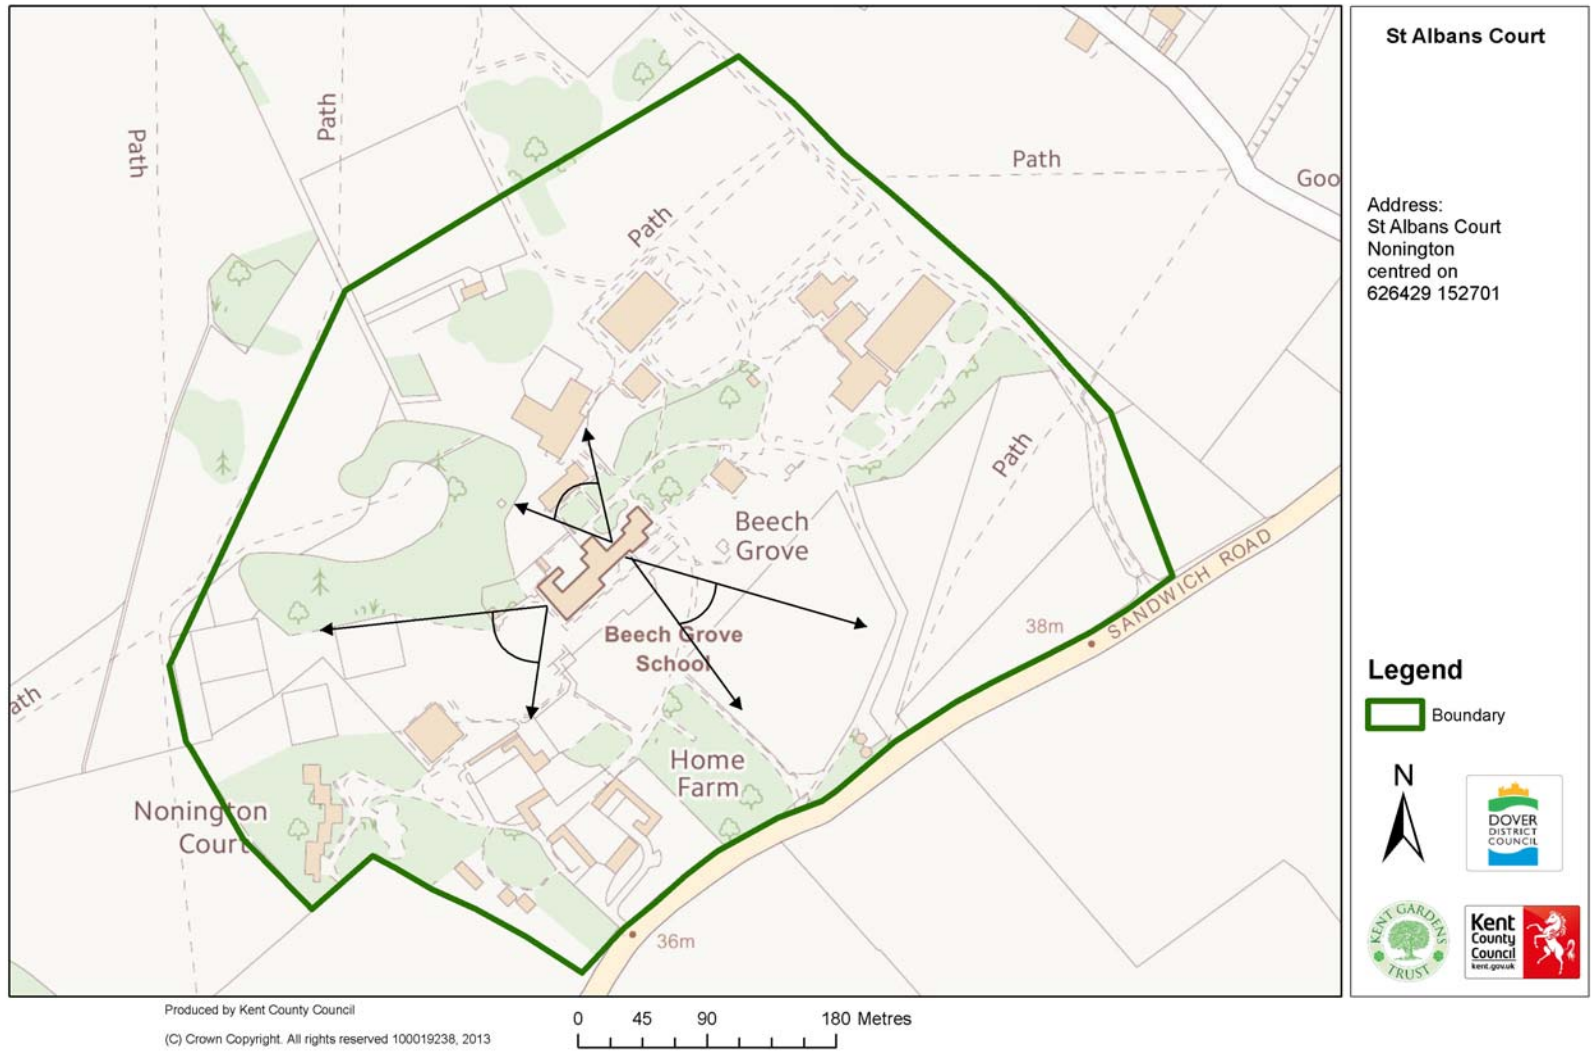 Path
Path
Path
Path
Goo
Path
ath
Beech
Grove
Beech Grove
School
38m
SANDWICH ROAD
Home
Farm
Nonington
Court
36m
St Albans Court
Address:
St Albans Court
Nonington
centred on
626429 152701
Legend
Boundary
N
DOVER
DISTRICT
COUNCIL
KENT GARDENS
TRUST
Kent
County
Council
kent.gov.uk
Produced by Kent County Council
(C) Crown Copyright. All rights reserved 100019238, 2013
0 45 90 180 Metres